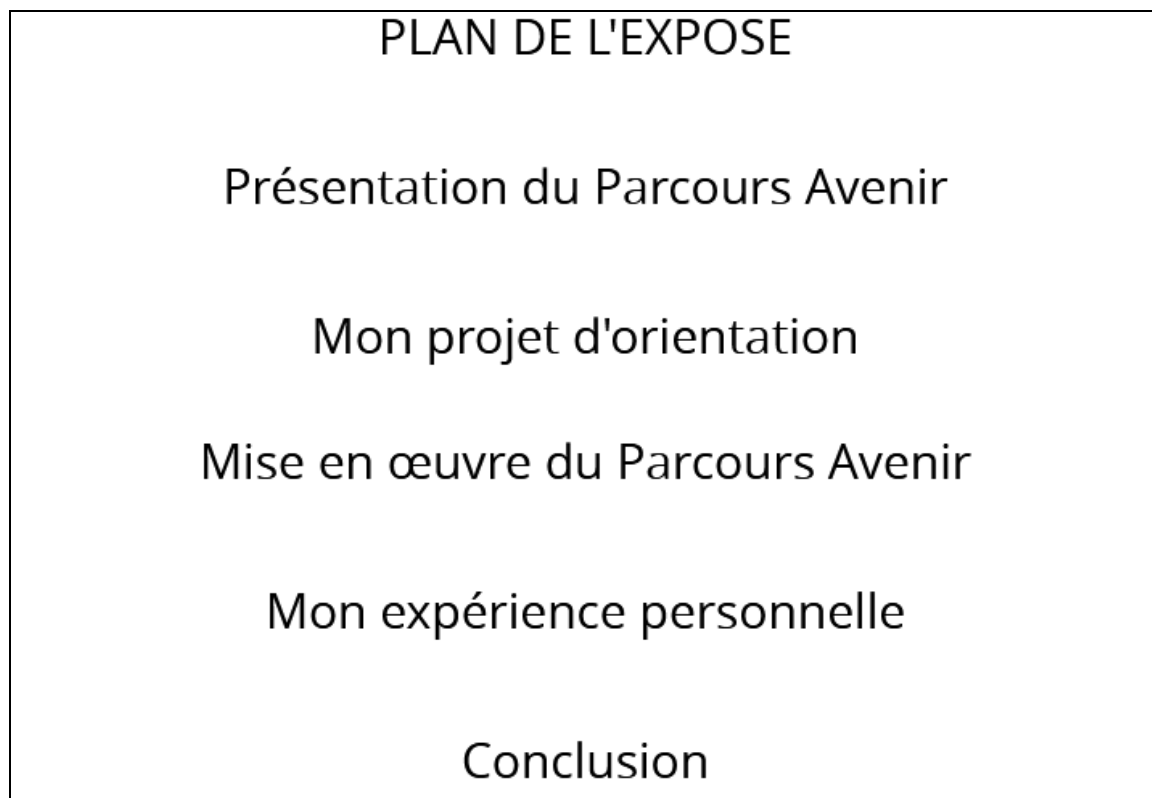 PLAN DE L'EXPOSE
Présentation du Parcours Avenir
Mon projet d'orientation
Mise en œuvre du Parcours Avenir
Mon expérience personnelle
Conclusion